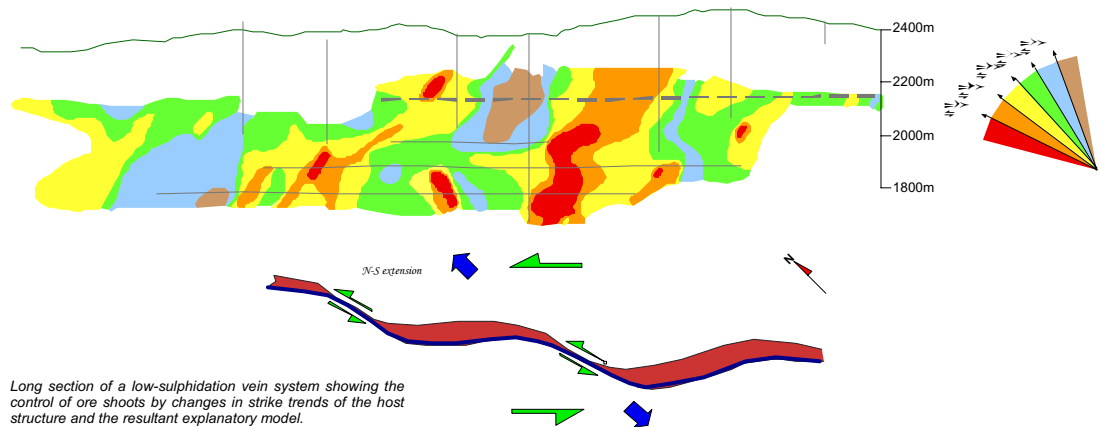 2400m
2200m
2000m
1800m
N-S extension
N
Long section of a low-sulphidation vein system showing the
control of ore shoots by changes in strike trends of the host
structure and the resultant explanatory model.